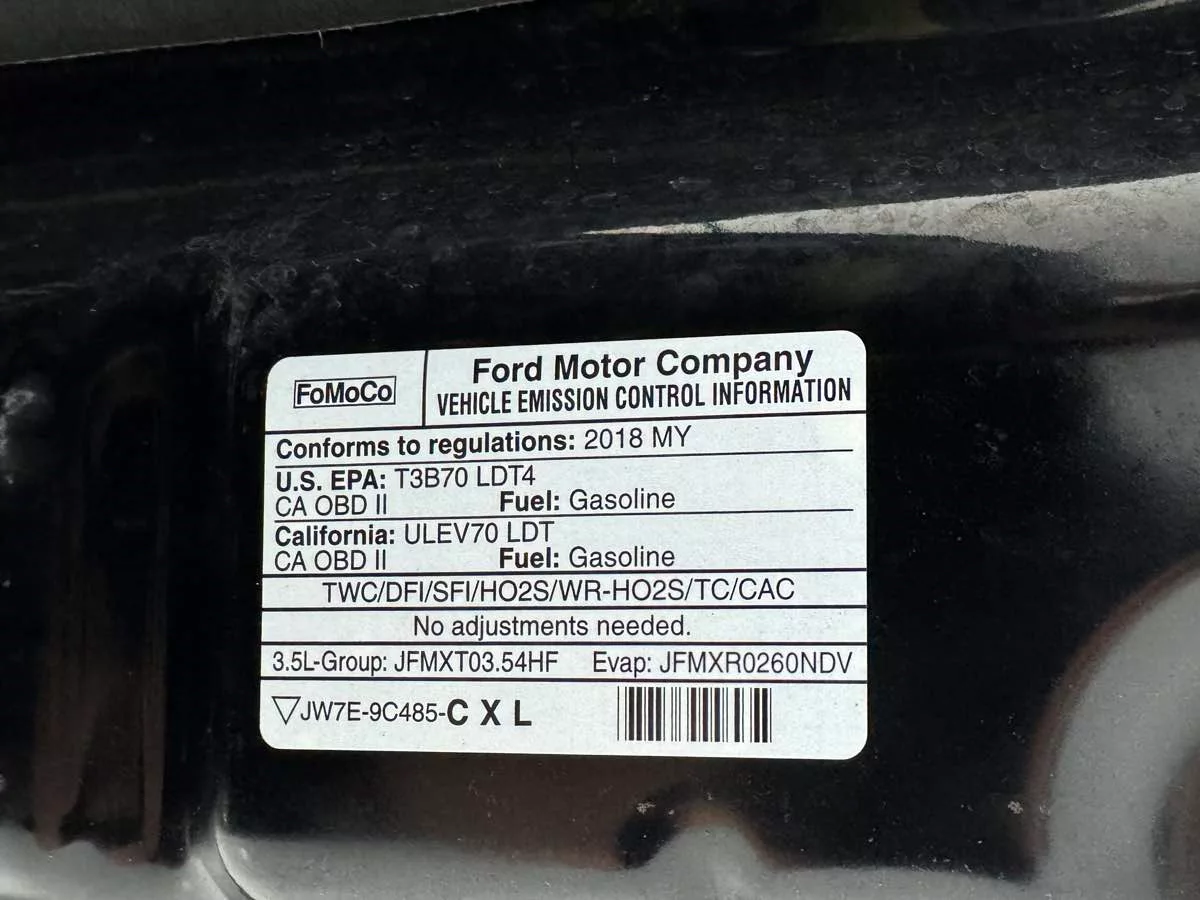 FoMoCo
Ford Motor Company
VEHICLE EMISSION CONTROL INFORMATION
Conforms to regulations: 2018 MY
U.S. EPA: T3B70 LDT4
CA OBD II Fuel: Gasoline
California: ULEV70 LDT
CA OBD II Fuel: Gasoline
TWC/DFI/SFI/HO2S/WR-HO2S/TC/CAC
No adjustments needed.
3.5L-Group: JFMXT03.54HF Evap: JFMXR0260NDV
JW7E-9C485-C X L